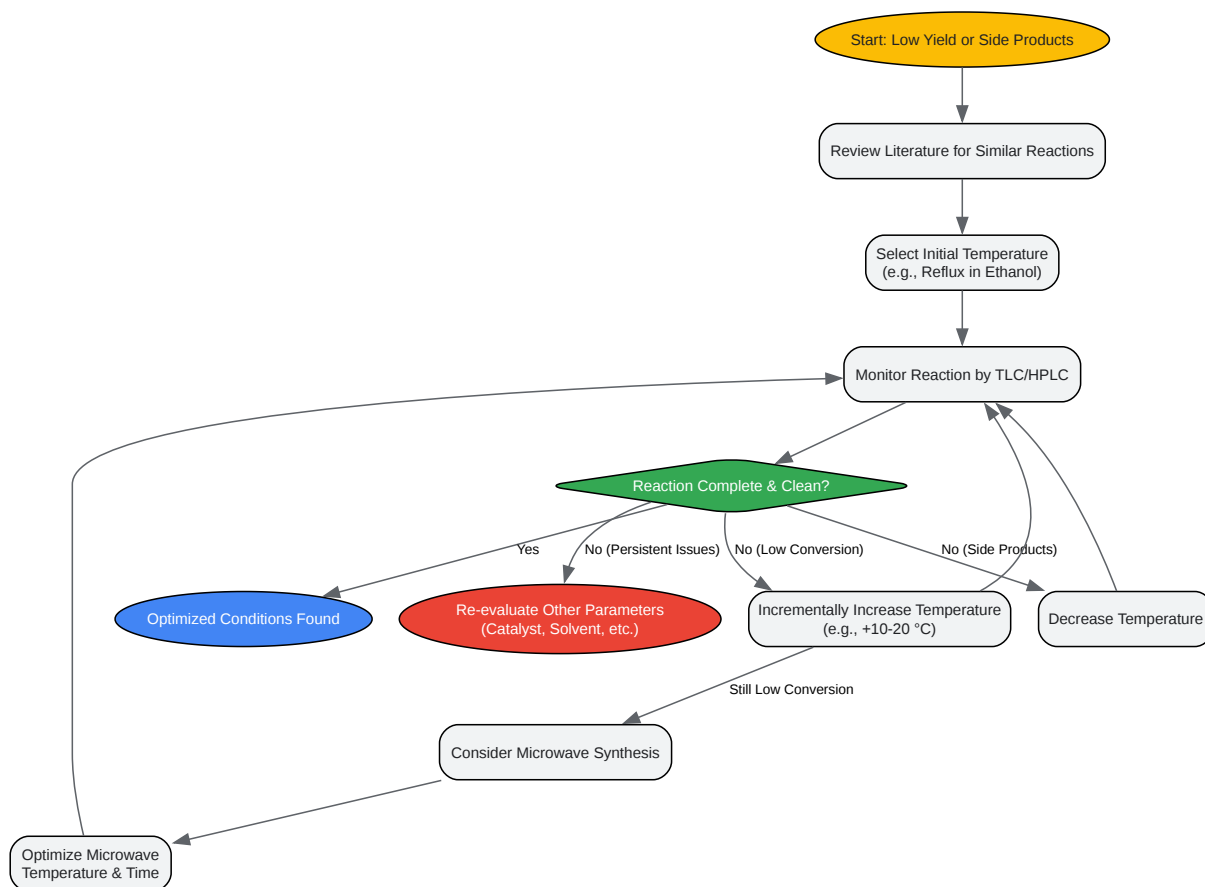 Start: Low Yield or Side Products
Review Literature for Similar Reactions
Select Initial Temperature
(e.g., Reflux in Ethanol)
Monitor Reaction by TLC/HPLC
Reaction Complete & Clean?
Yes
No (Persistent Issues)
No (Low Conversion)
No (Side Products)
Optimized Conditions Found
Re-evaluate Other Parameters
(Catalyst, Solvent, etc.)
Incrementally Increase Temperature
(e.g., +10-20 °C)
Decrease Temperature
Still Low Conversion
Consider Microwave Synthesis
Optimize Microwave
Temperature & Time